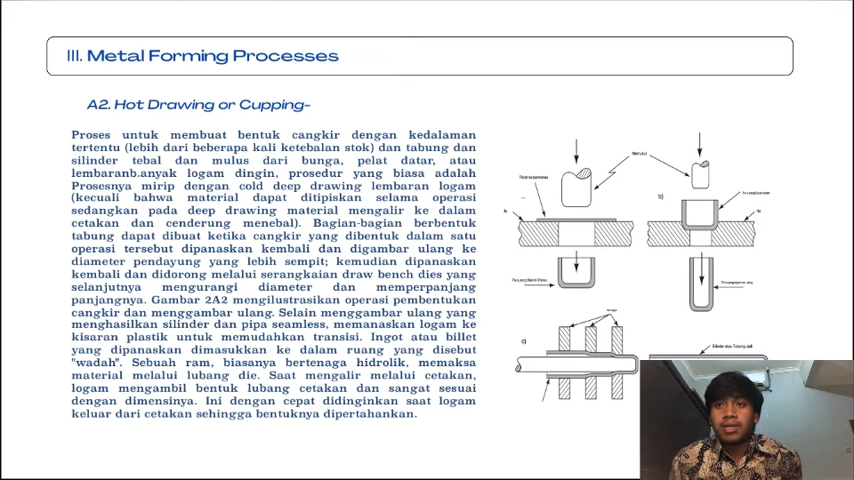 III. Metal Forming Processes
A2. Hot Drawing or Cupping-
Proses untuk membuat bentuk cangkir dengan kedalaman
tertentu (lebih dari beberapa kali ketebalan stok) dan tabung dan
silinder tebal dan mulus dari bunga, pelat datar, atau
lembaranb.anyak logam dingin, prosedur yang biasa adalah
Prosesnya mirip dengan cold deep drawing lembaran logam
(kecuali bahwa material dapat ditipiskan selama operasi
sedangkan pada deep drawing material mengalir ke dalam
cetakan dan cenderung menebal). Bagian-bagian berbentuk
tabung dapat dibuat ketika cangkir yang dibentuk dalam satu
operasi tersebut dipanaskan kembali dan digambar ulang ke
diameter pendayung yang lebih sempit; kemudian dipanaskan
kembali dan didorong melalui serangkaian draw bench dies yang
selanjutnya mengurangi diameter dan memperpanjang
panjangnya. Gambar 2A2 mengilustrasikan operasi pembentukan
cangkir dan menggambar ulang. Selain menggambar ulang yang
menghasilkan silinder dan pipa seamless, memanaskan logam ke
kisaran plastik untuk memudahkan transisi. Ingot atau billet
yang dipanaskan dimasukkan ke dalam ruang yang disebut
"wadah". Sebuah ram, biasanya bertenaga hidrolik, memaksa
material melalui lubang die. Saat mengalir melalui cetakan,
logam mengambil bentuk lubang cetakan dan sangat sesuai
dengan dimensinya. Ini dengan cepat didinginkan saat logam
keluar dari cetakan sehingga bentuknya dipertahankan.
b)
c)